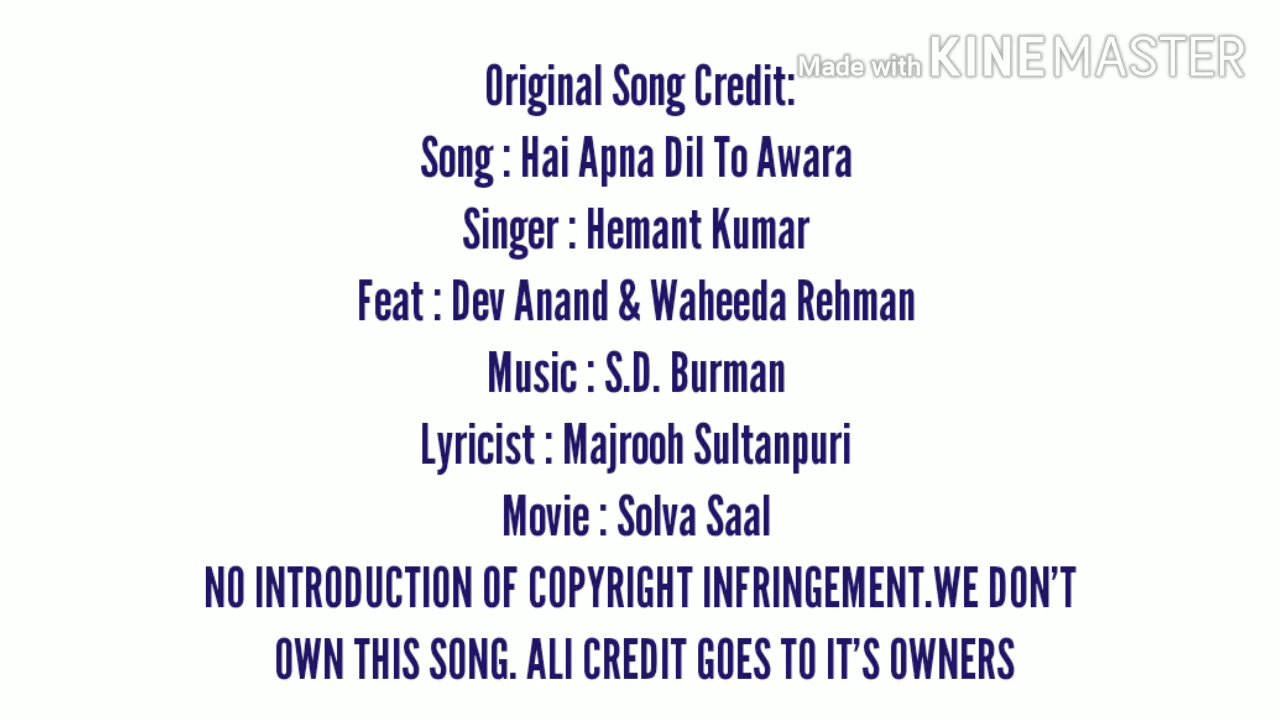 Made with KINEMASTER
Original Song Credit:
Song : Hai Apna Dil To Awara
Singer : Hemant Kumar
Feat : Dev Anand & Waheeda Rehman
Music : S.D. Burman
Lyricist : Majrooh Sultanpuri
Movie : Solva Saal
NO INTRODUCTION OF COPYRIGHT INFRINGEMENT.WE DON'T
OWN THIS SONG. ALI CREDIT GOES TO IT'S OWNERS